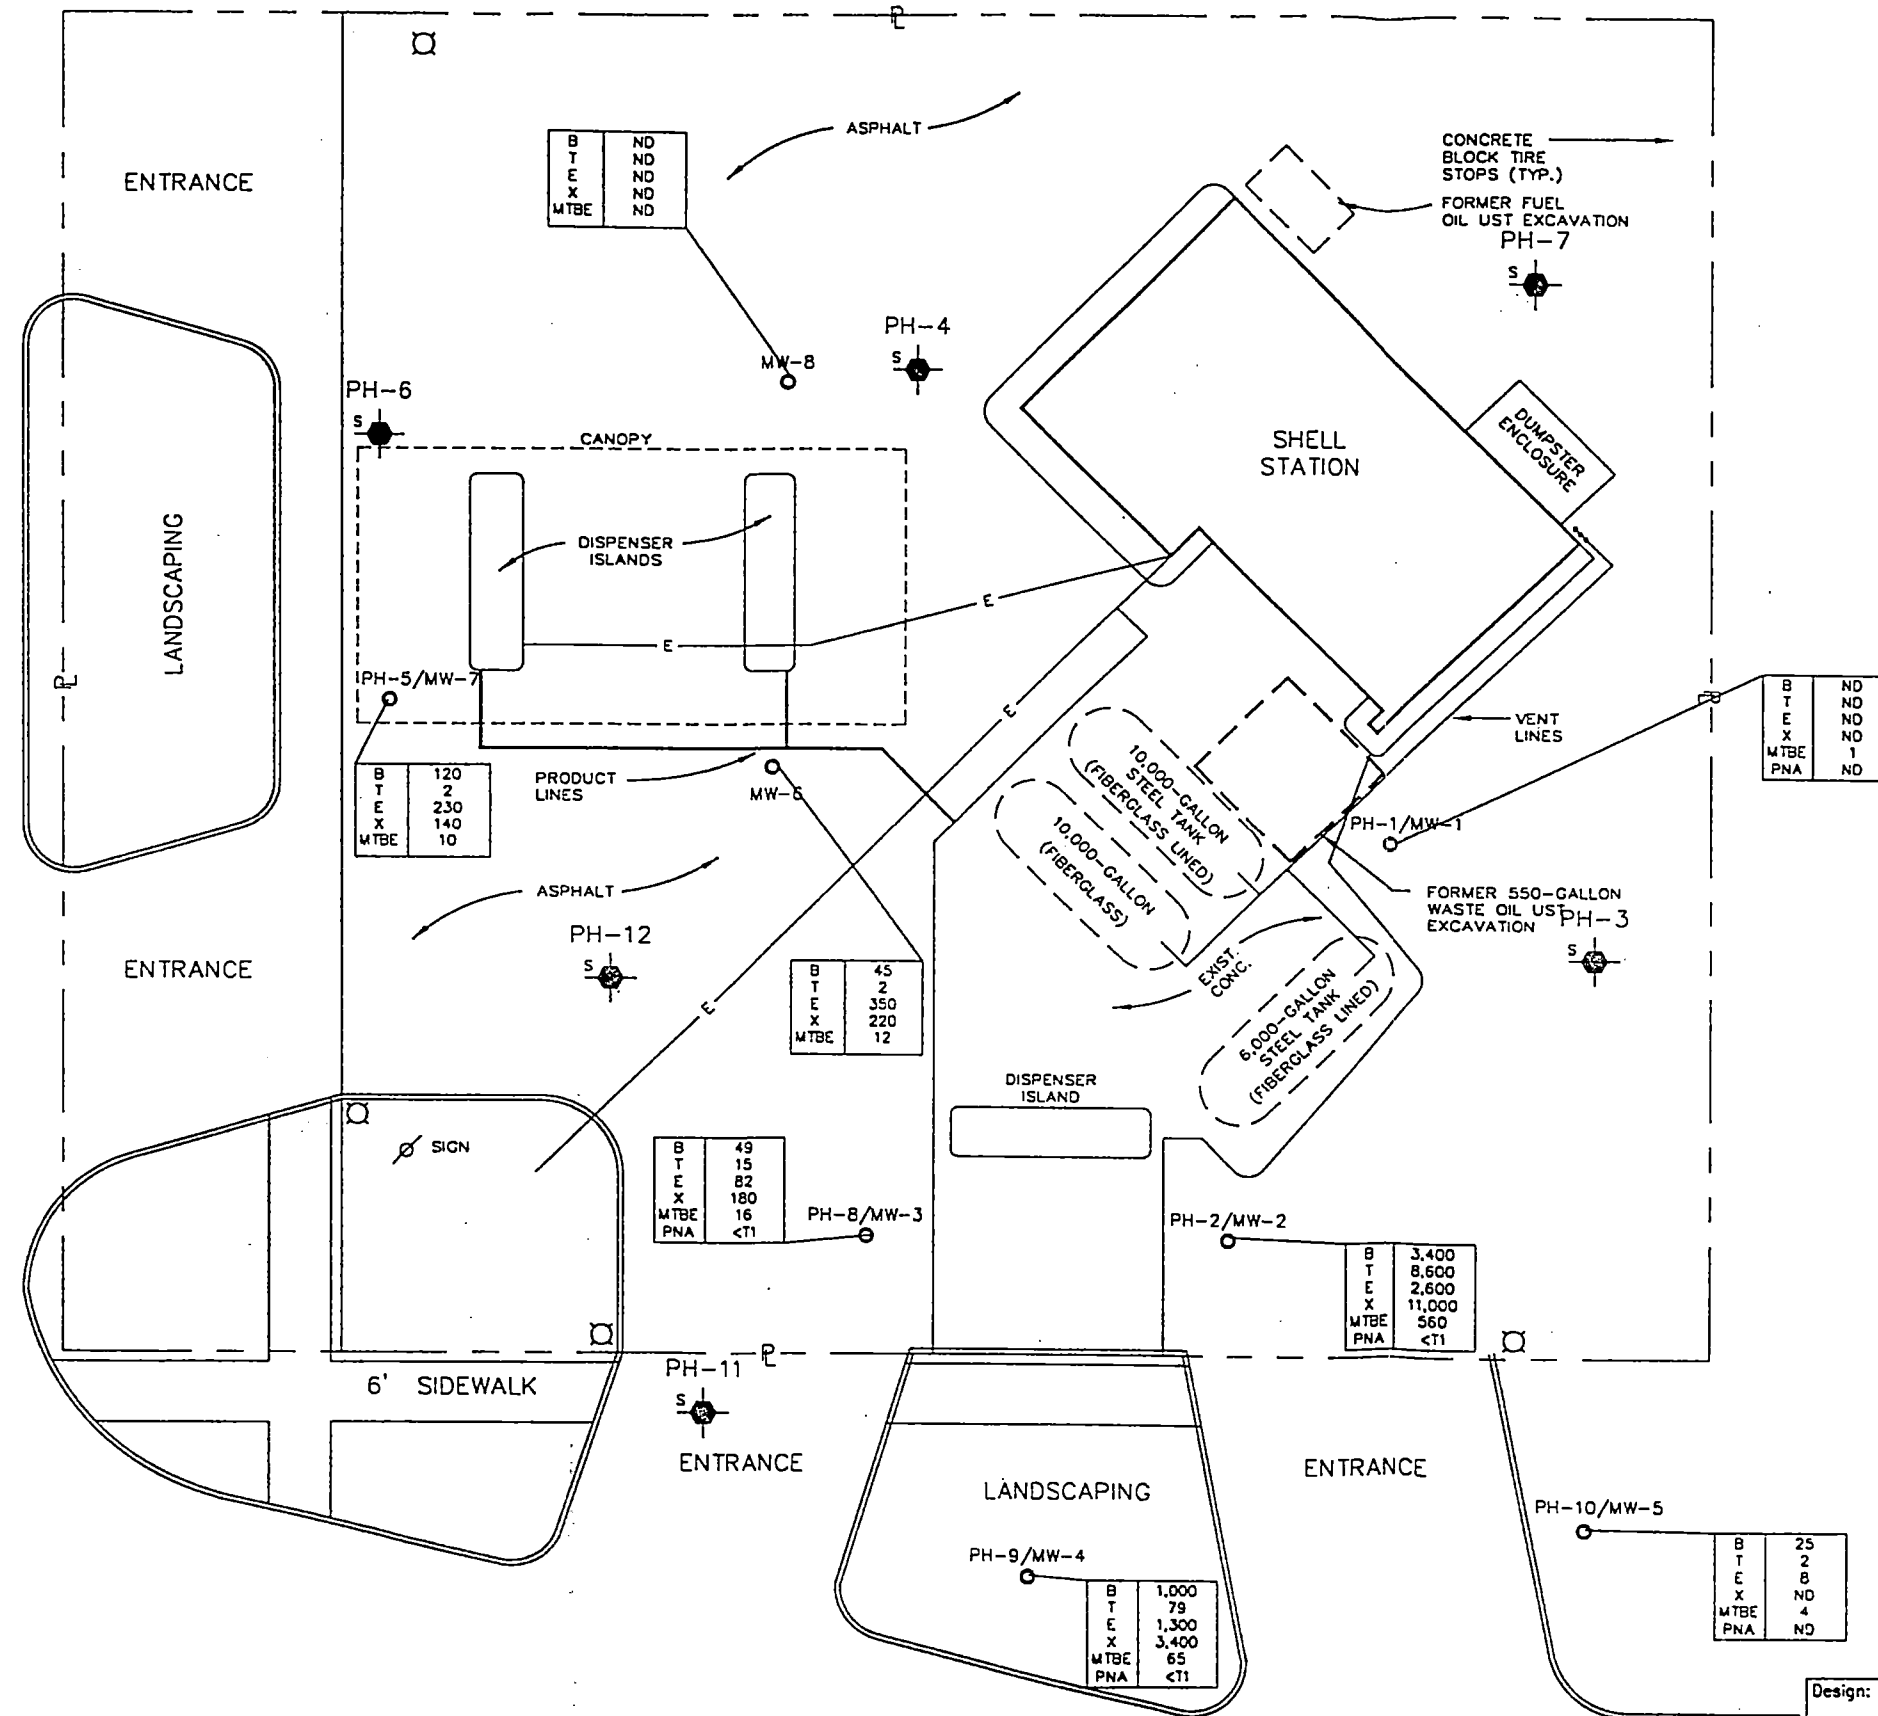 PL
ASPHALT
B ND
T ND
E ND
X ND
MTBE ND
CONCRETE
BLOCK TIRE
STOPS (TYP.)
ENTRANCE
FORMER FUEL
OIL UST EXCAVATION
PH-7
S
PH-4
S
MW-8
PH-6
S
CANOPY
DUMPSTER
ENCLOSURE
SHELL
STATION
LANDSCAPING
DISPENSER
ISLANDS
E
E
PL
PH-5/MW-7
E
PL
B ND
T ND
E ND
X ND
MTBE 1
PNA ND
VENT
LINES
10,000-GALLON
STEEL TANK
(FIBERGLASS LINED)
B 120
T 2
E 230
X 140
MTBE 10
PRODUCT
LINES
MW-6
10,000-GALLON
(FIBERGLASS)
PH-1/MW-1
ASPHALT
FORMER 550-GALLON
WASTE OIL UST
EXCAVATION
PH-3
S
PH-12
S
ENTRANCE
B 45
T 2
E 350
X 220
MTBE 12
E
EXIST.
CONC.
6,000-GALLON
STEEL TANK
(FIBERGLASS LINED)
DISPENSER
ISLAND
SIGN
B 49
T 15
E 82
X 180
MTBE 16
PNA <T1
PH-8/MW-3
PH-2/MW-2
B 3,400
T 8,600
E 2,600
X 11,000
MTBE 560
PNA <T1
PL
PH-11
S
6' SIDEWALK
ENTRANCE
LANDSCAPING
ENTRANCE
PH-10/MW-5
B 25
T 2
E 8
X ND
MTBE 4
PNA ND
PH-9/MW-4
B 1,000
T 79
E 1,300
X 3,400
MTBE 65
PNA <T1
Design: